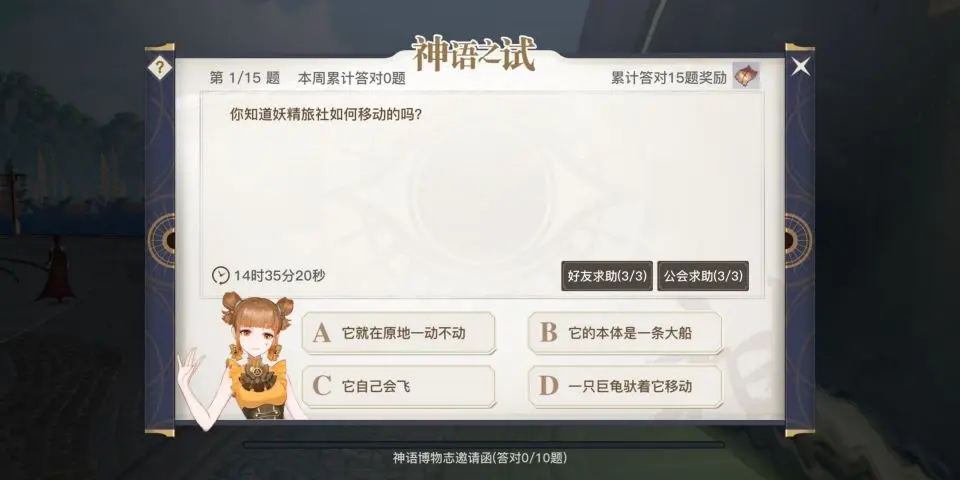 神语之试
?
第 1/15 题 本周累计答对0题 累计答对15题奖励
你知道妖精旅社如何移动的吗?
14时35分20秒 好友求助(3/3) 公会求助(3/3)
A 它就在原地一动不动 B 它的本体是一条大船
C 它自己会飞 D 一只巨龟驮着它移动
神语博物志邀请函(答对0/10题)